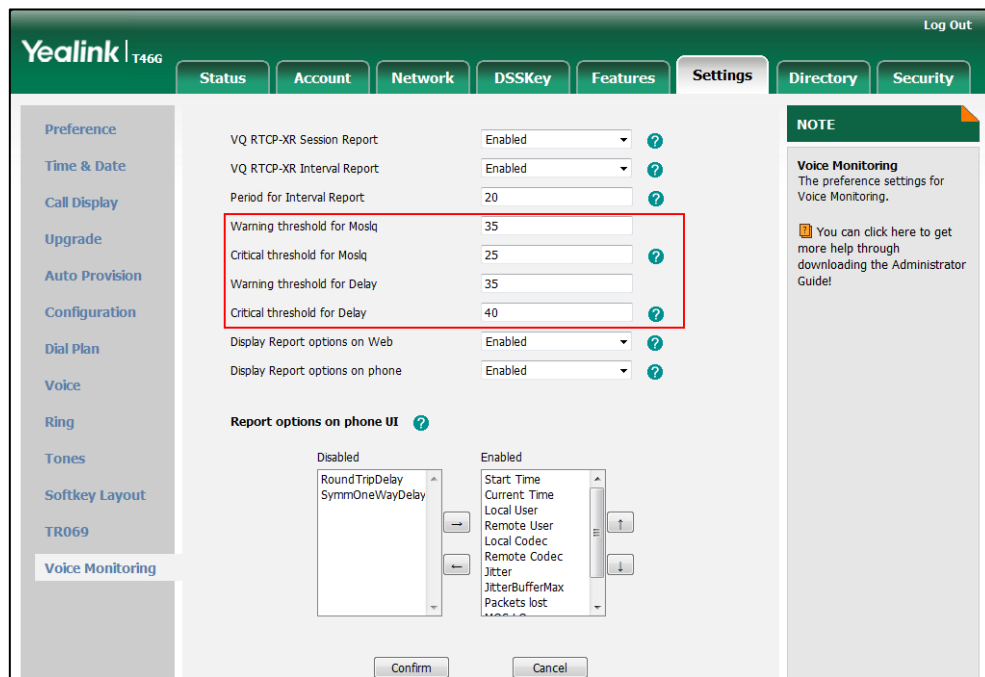 Log Out
Yealink T46G
Status Account Network DSSKey Features Settings Directory Security
Preference
Time & Date
Call Display
Upgrade
Auto Provision
Configuration
Dial Plan
Voice
Ring
Tones
Softkey Layout
TR069
Voice Monitoring
VQ RTCP-XR Session Report Enabled ?
VQ RTCP-XR Interval Report Enabled ?
Period for Interval Report 20 ?
Warning threshold for Moslq 35
Critical threshold for Moslq 25 ?
Warning threshold for Delay 35
Critical threshold for Delay 40 ?
Display Report options on Web Enabled ?
Display Report options on phone Enabled ?
Report options on phone UI ?
Disabled
RoundTripDelay
SymmOneWayDelay
→
←
Enabled
Start Time
Current Time
Local User
Remote User
Local Codec
Remote Codec
Jitter
JitterBufferMax
Packets lost
↑
↓
Confirm Cancel
NOTE
Voice Monitoring
The preference settings for
Voice Monitoring.
? You can click here to get
more help through
downloading the Administrator
Guide!